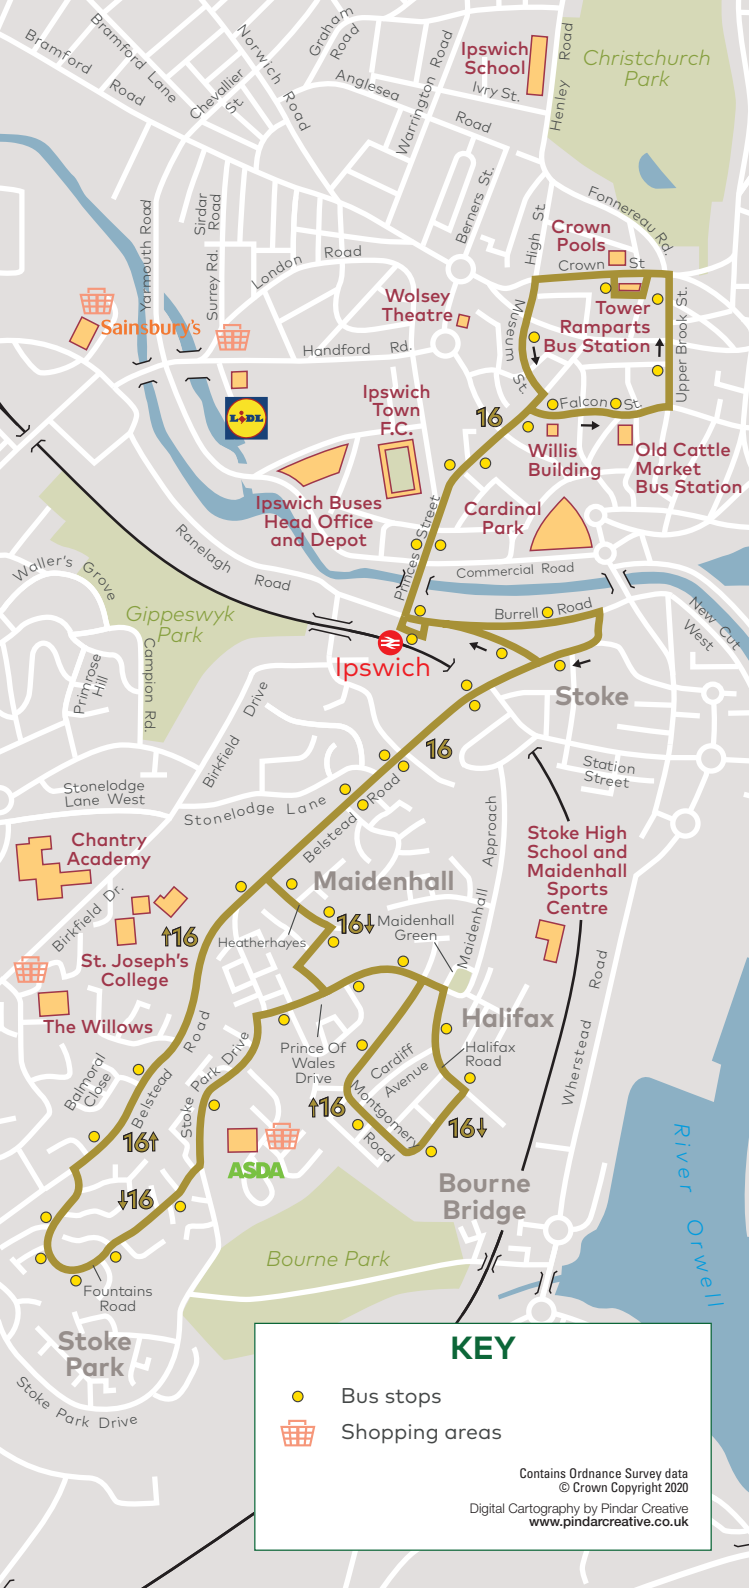 Bramford Road
Bramford Lane
Chevallier St
Norwich Road
Graham Road
Anglesea Road
Warrington Road
Ipswich
School
Ivry St.
Henley Road
Christchurch
Park
Berners St.
High St.
Fonnereau Rd.
Crown
Pools
Crown St
Yarmouth Road
Sirdar Road
Surrey Rd.
London Road
Wolsey
Theatre
Museum St.
Tower
Ramparts
Bus Station
Upper Brook St.
Sainsbury's
Handford Rd.
LiDL
Ipswich
Town
F.C.
16
Falcon St.
Willis
Building
Old Cattle
Market
Bus Station
Ipswich Buses
Head Office
and Depot
Princes Street
Cardinal
Park
Ranelagh Road
Commercial Road
Waller's Grove
Gippeswyk
Park
Burrell Road
New Cut
West
Primrose
Hill
Campion Rd.
Ipswich
Stoke
Birkfield Drive
16
Station
Street
Stonelodge
Lane West
Stonelodge Lane
Belstead Road
Chantry
Academy
Maidenhall
Maidenhall Approach
Stoke High
School and
Maidenhall
Sports
Centre
Birkfield Dr.
16
Heatherhayes
16
Maidenhall
Green
St. Joseph's
College
The Willows
Halifax
Halifax
Road
Wherstead Road
Balmoral
Close
Belstead Road
Stoke Park Drive
Prince Of
Wales
Drive
Cardiff
Avenue
Montgomery
Road
16
16
16
ASDA
16
Bourne
Bridge
River Orwell
Bourne Park
Fountains
Road
Stoke
Park
Stoke Park Drive
KEY
Bus stops
Shopping areas
Contains Ordnance Survey data
© Crown Copyright 2020
Digital Cartography by Pindar Creative
www.pindarcreative.co.uk